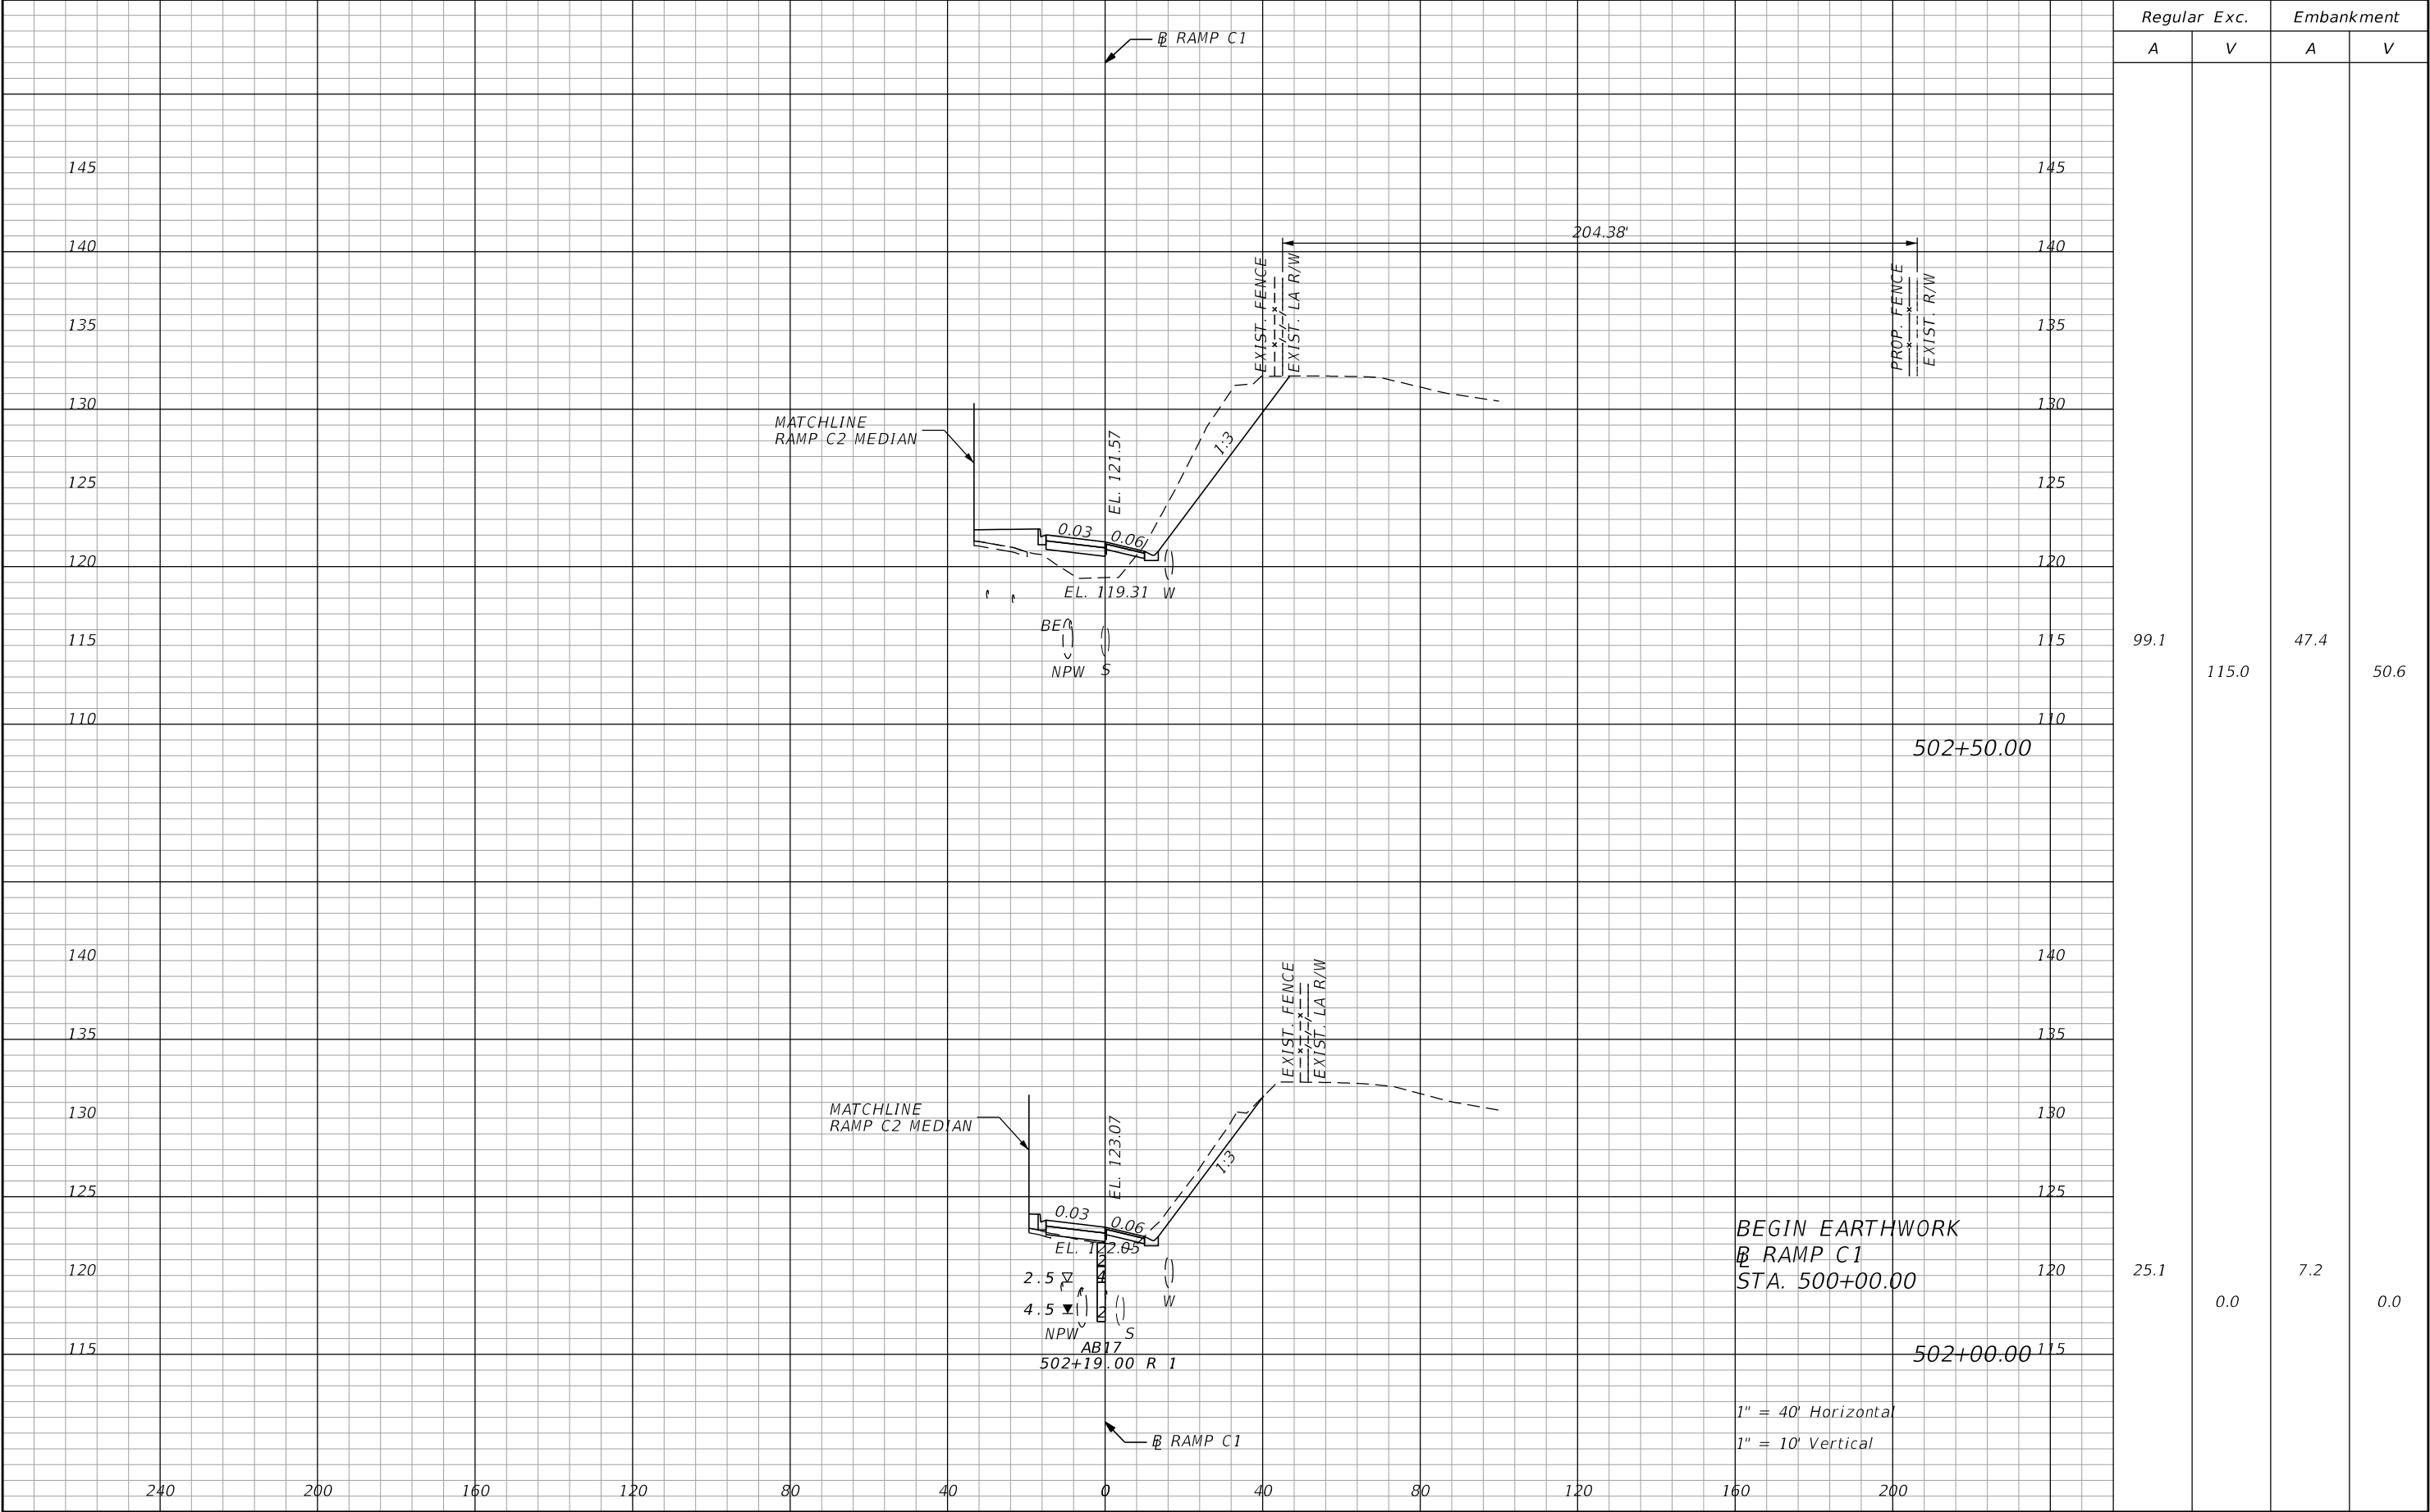 Regular Exc. Embankment
A V A V
BL RAMP C1
145 145
204.38'
140 140
EXIST. FENCE
EXIST. LA R/W
PROP. FENCE
EXIST. R/W
135 135
130 130
MATCHLINE
RAMP C2 MEDIAN
EL. 121.57
1:3
125 125
0.03 0.06
120 120
EL. 119.31 W
BE
115 115 99.1 47.4
NPW S 115.0 50.6
110 110
502+50.00
140 140
EXIST. FENCE
EXIST. LA R/W
135 135
130 130
MATCHLINE
RAMP C2 MEDIAN
EL. 123.07
1:3
125 125
0.03 0.06
BEGIN EARTHWORK
BL RAMP C1
STA. 500+00.00
EL. 122.05
2
120 120 25.1 7.2
2.5 4
W 0.0 0.0
4.5 2
NPW S
AB17
115 502+00.00 115
502+19.00 R 1
1" = 40' Horizontal
BL RAMP C1
1" = 10' Vertical
240 200 160 120 80 40 0 40 80 120 160 200